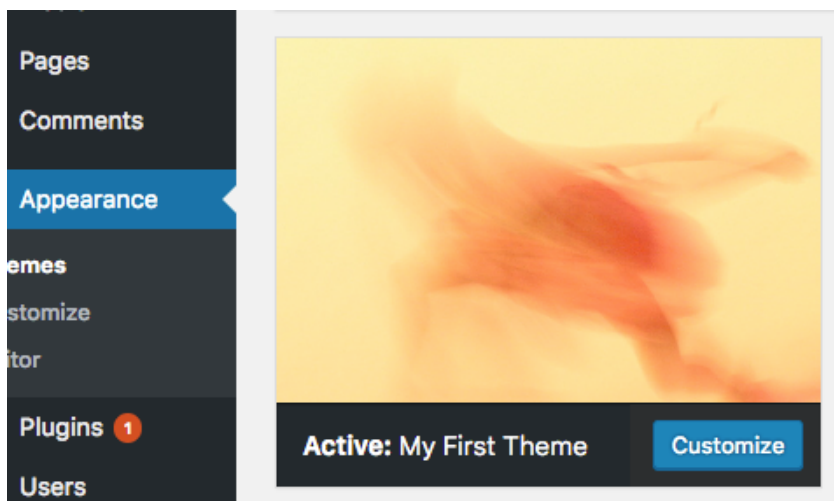 Pages
Comments
Appearance
emes
stomize
itor
Plugins 1
Users
Active: My First Theme
Customize